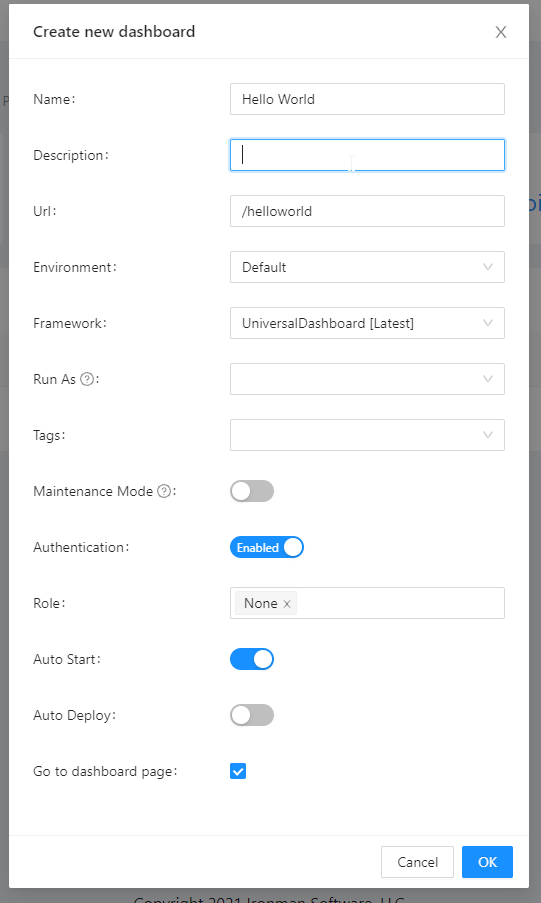 Create new dashboard
Name:
Hello World
Description:
Url:
/helloworld
Environment:
Default
Framework:
UniversalDashboard [Latest]
Run As ?:
Tags:
Maintenance Mode ?:
Authentication:
Enabled
Role:
None x
Auto Start:
Auto Deploy:
Go to dashboard page:
Cancel
OK
Copyright 2021 Ironman Software, LLC